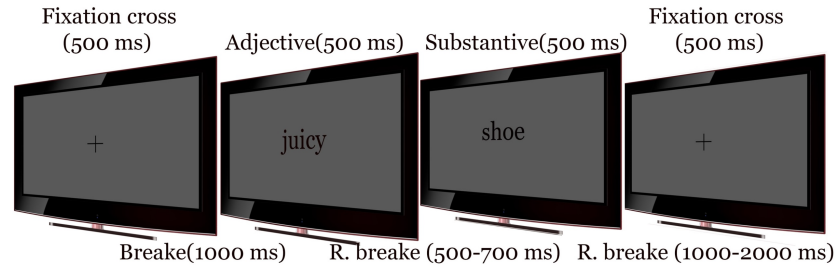 Fixation cross
(500 ms)
Adjective(500 ms)
Substantive(500 ms)
Fixation cross
(500 ms)
+
juicy
shoe
+
Breake(1000 ms)
R. breake (500-700 ms)
R. breake (1000-2000 ms)